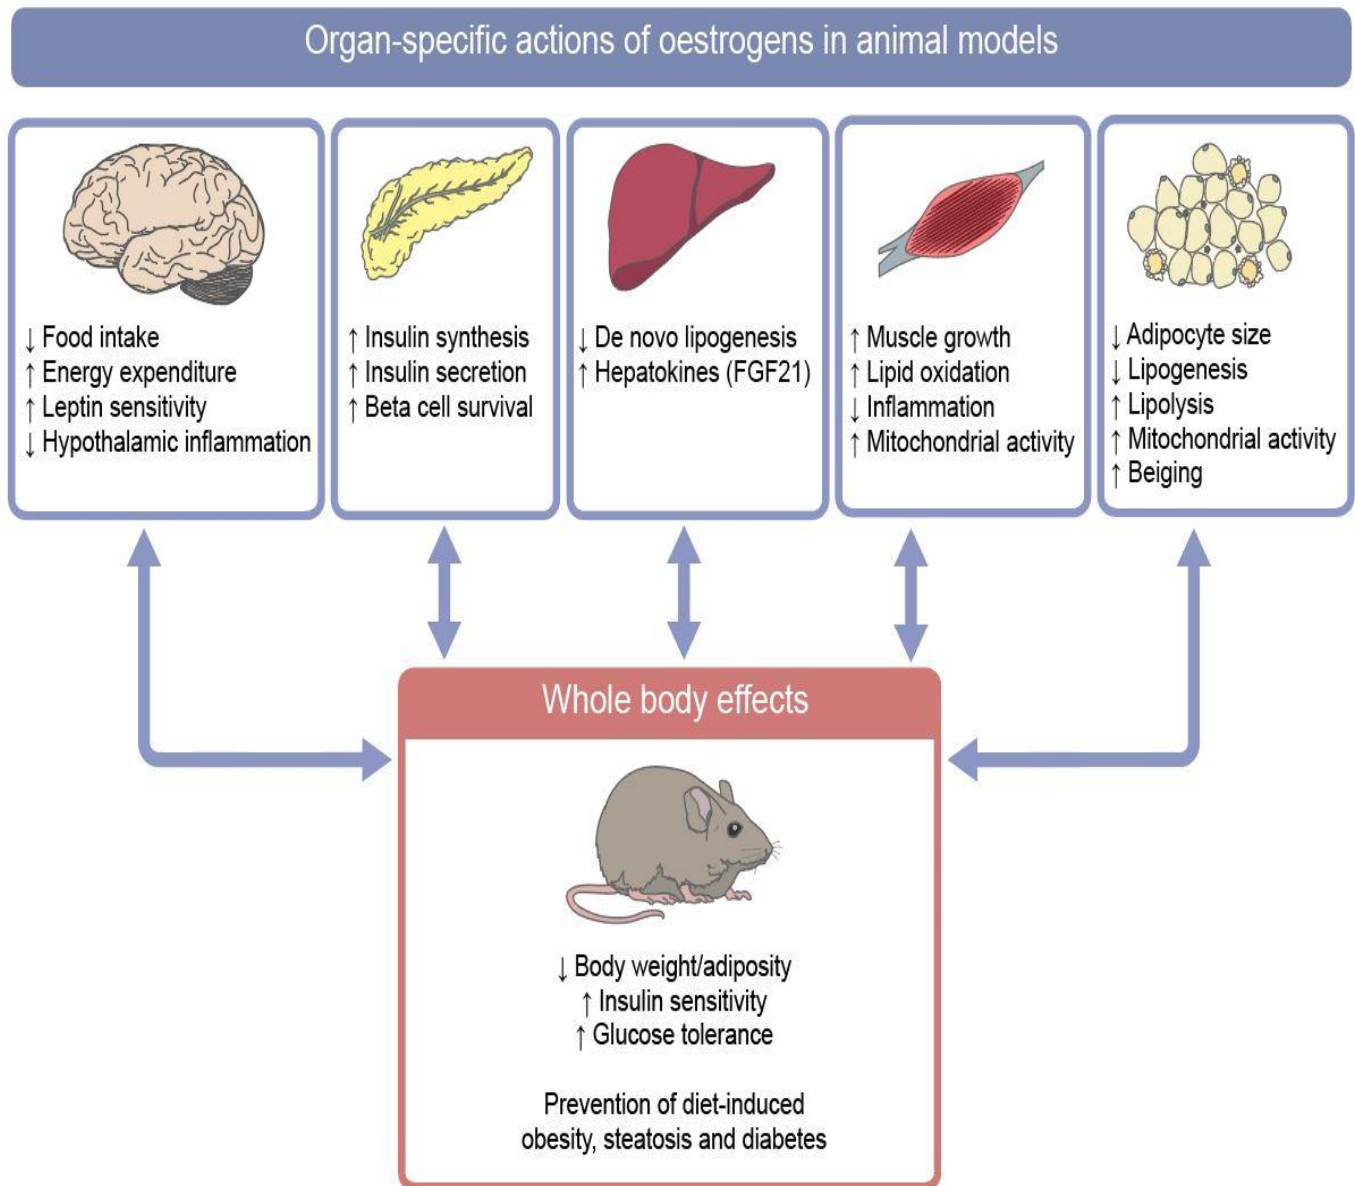 Organ-specific actions of oestrogens in animal models
↓ Food intake
↑ Energy expenditure
↑ Leptin sensitivity
↓ Hypothalamic inflammation
↑ Insulin synthesis
↑ Insulin secretion
↑ Beta cell survival
↓ De novo lipogenesis
↑ Hepatokines (FGF21)
↑ Muscle growth
↑ Lipid oxidation
↓ Inflammation
↑ Mitochondrial activity
↓ Adipocyte size
↓ Lipogenesis
↑ Lipolysis
↑ Mitochondrial activity
↑ Beiging
Whole body effects
↓ Body weight/adiposity
↑ Insulin sensitivity
↑ Glucose tolerance
Prevention of diet-induced
obesity, steatosis and diabetes